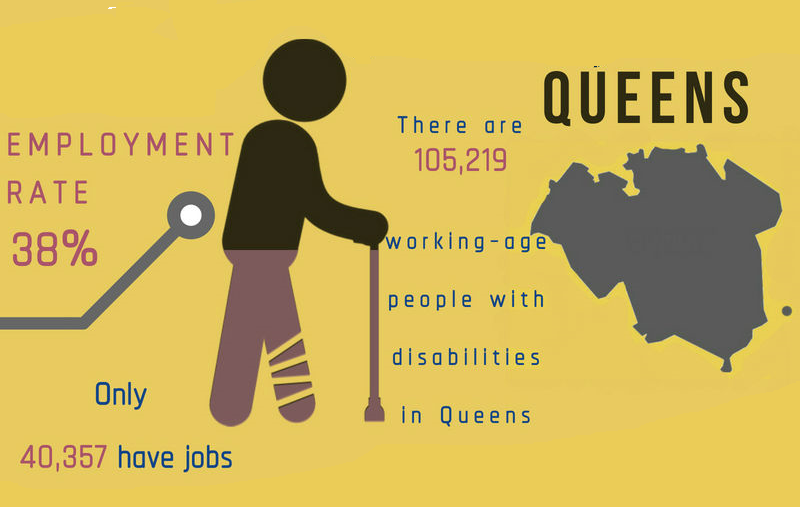 QUEENS
There are
105,219
working-age
people with
disabilities
in Queens
EMPLOYMENT
RATE
38%
Only
40,357 have jobs